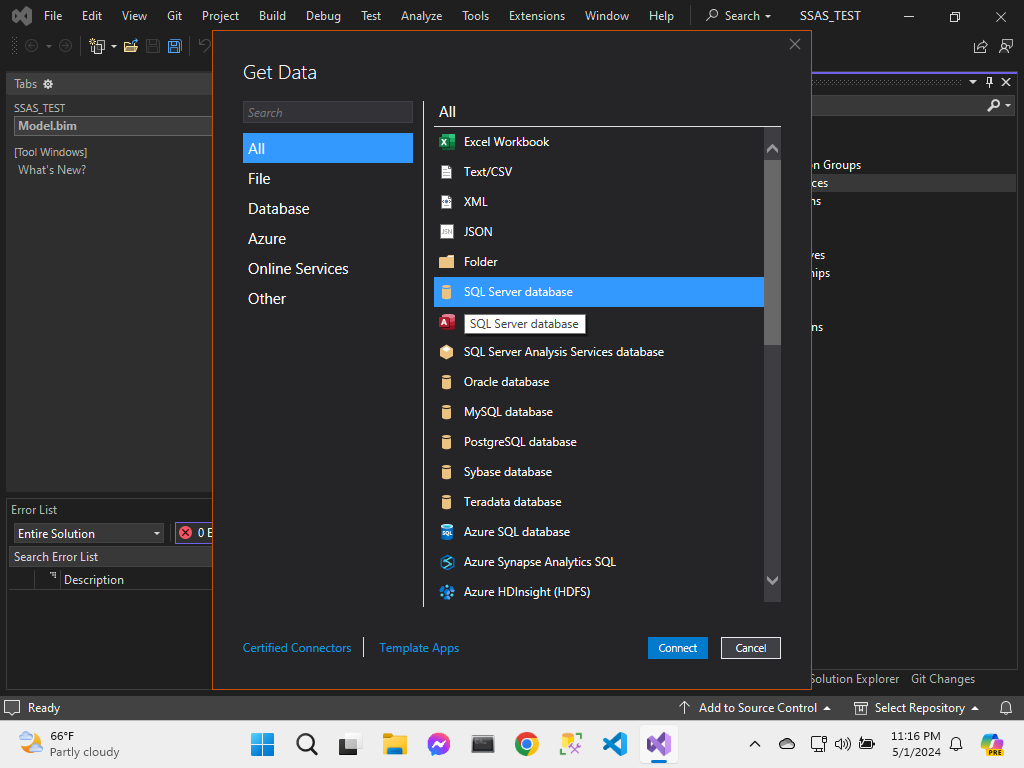 File Edit View Git Project Build Debug Test Analyze Tools Extensions Window Help Search SSAS_TEST
Tabs
SSAS_TEST
Model.bim
[Tool Windows]
What's New?
Get Data
Search
All
File
Database
Azure
Online Services
Other
All
Excel Workbook
Text/CSV
XML
JSON
Folder
SQL Server database
SQL Server database
SQL Server Analysis Services database
Oracle database
MySQL database
PostgreSQL database
Sybase database
Teradata database
Azure SQL database
Azure Synapse Analytics SQL
Azure HDInsight (HDFS)
Certified Connectors Template Apps Connect Cancel
n Groups
ces
ns
ves
hips
ns
Error List
Entire Solution 0 E
Search Error List
Description
Solution Explorer Git Changes
Ready Add to Source Control Select Repository
66°F
Partly cloudy
11:16 PM
5/1/2024
PRE